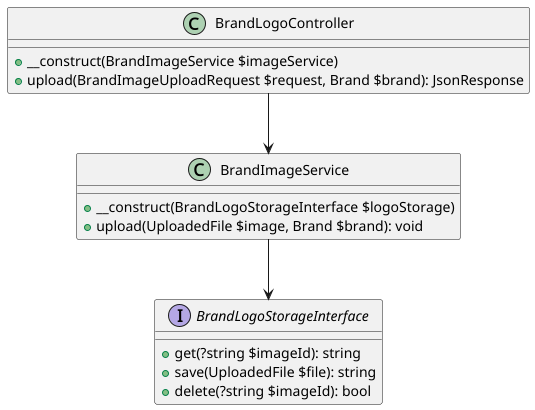 C BrandLogoController
__construct(BrandImageService $imageService)
upload(BrandImageUploadRequest $request, Brand $brand): JsonResponse
C BrandImageService
__construct(BrandLogoStorageInterface $logoStorage)
upload(UploadedFile $image, Brand $brand): void
I BrandLogoStorageInterface
get(?string $imageId): string
save(UploadedFile $file): string
delete(?string $imageId): bool